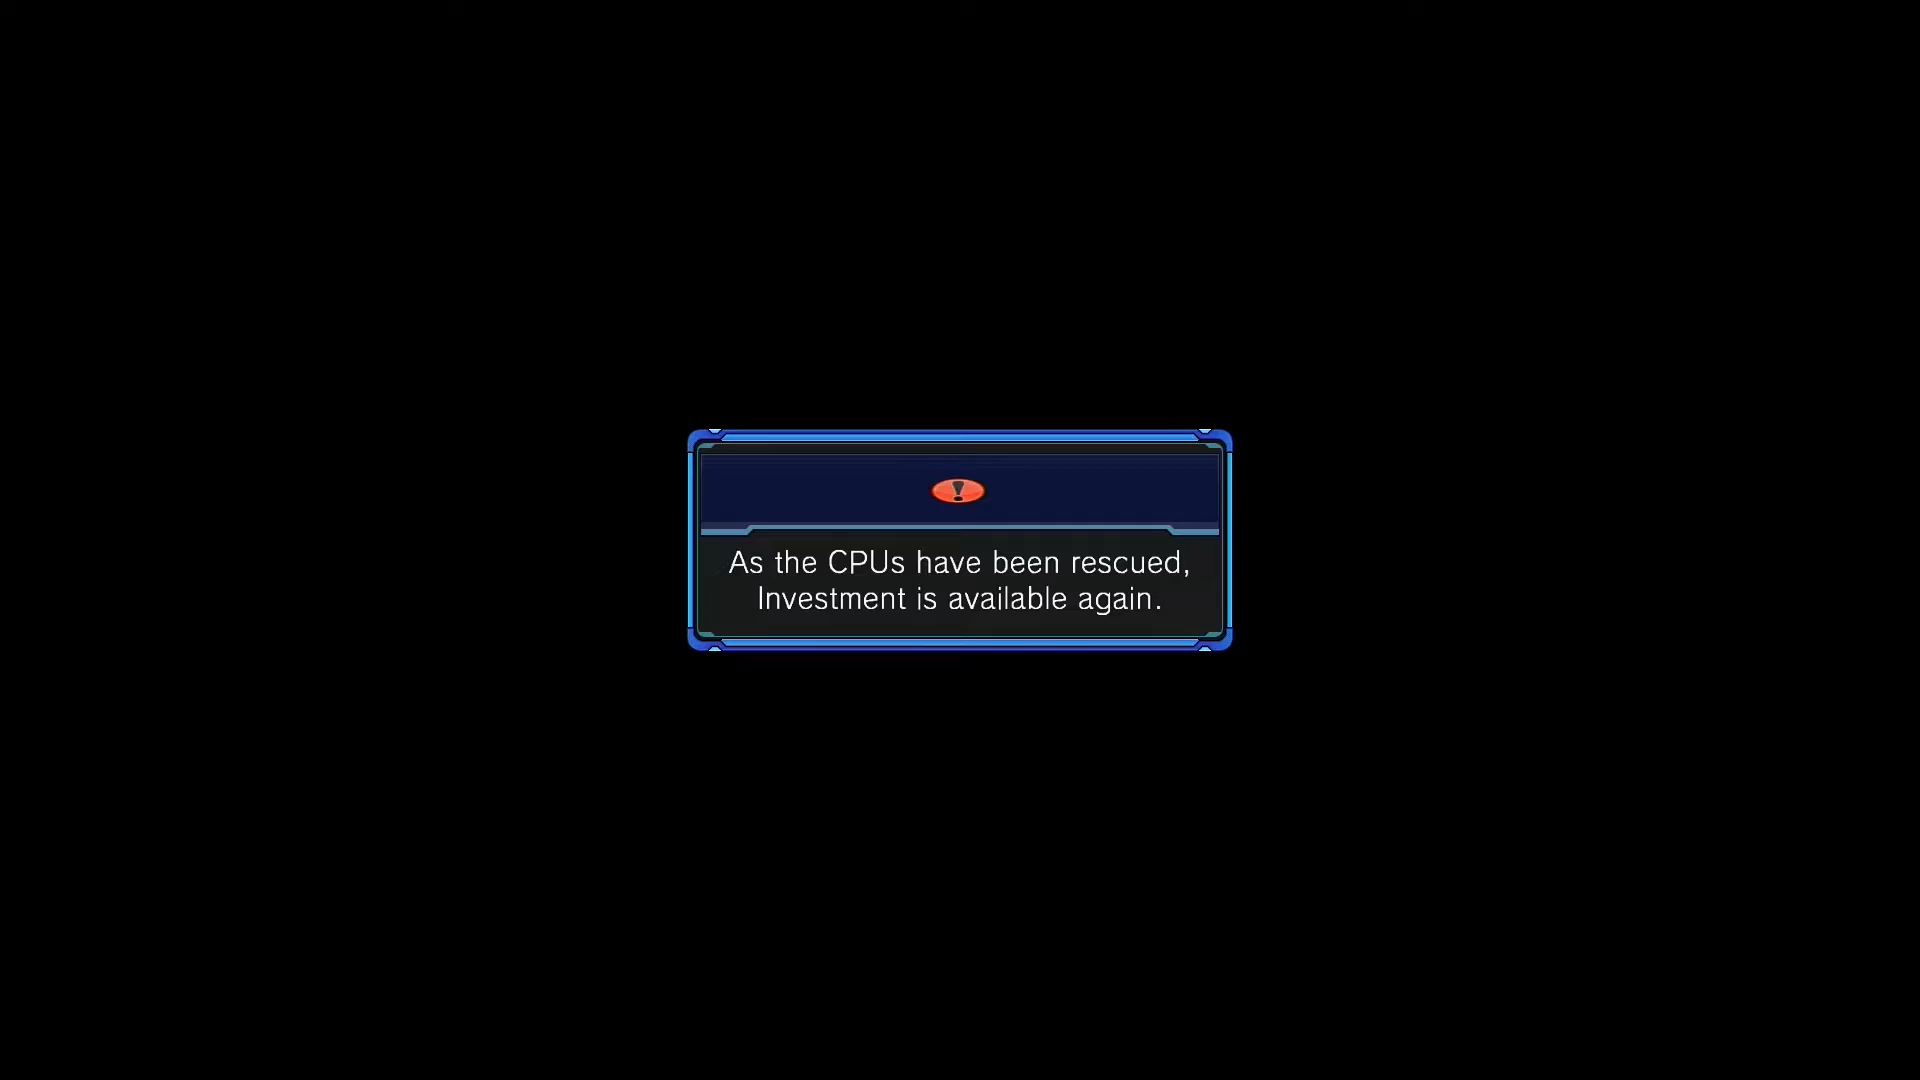 As the CPUs have been rescued,
Investment is available again.